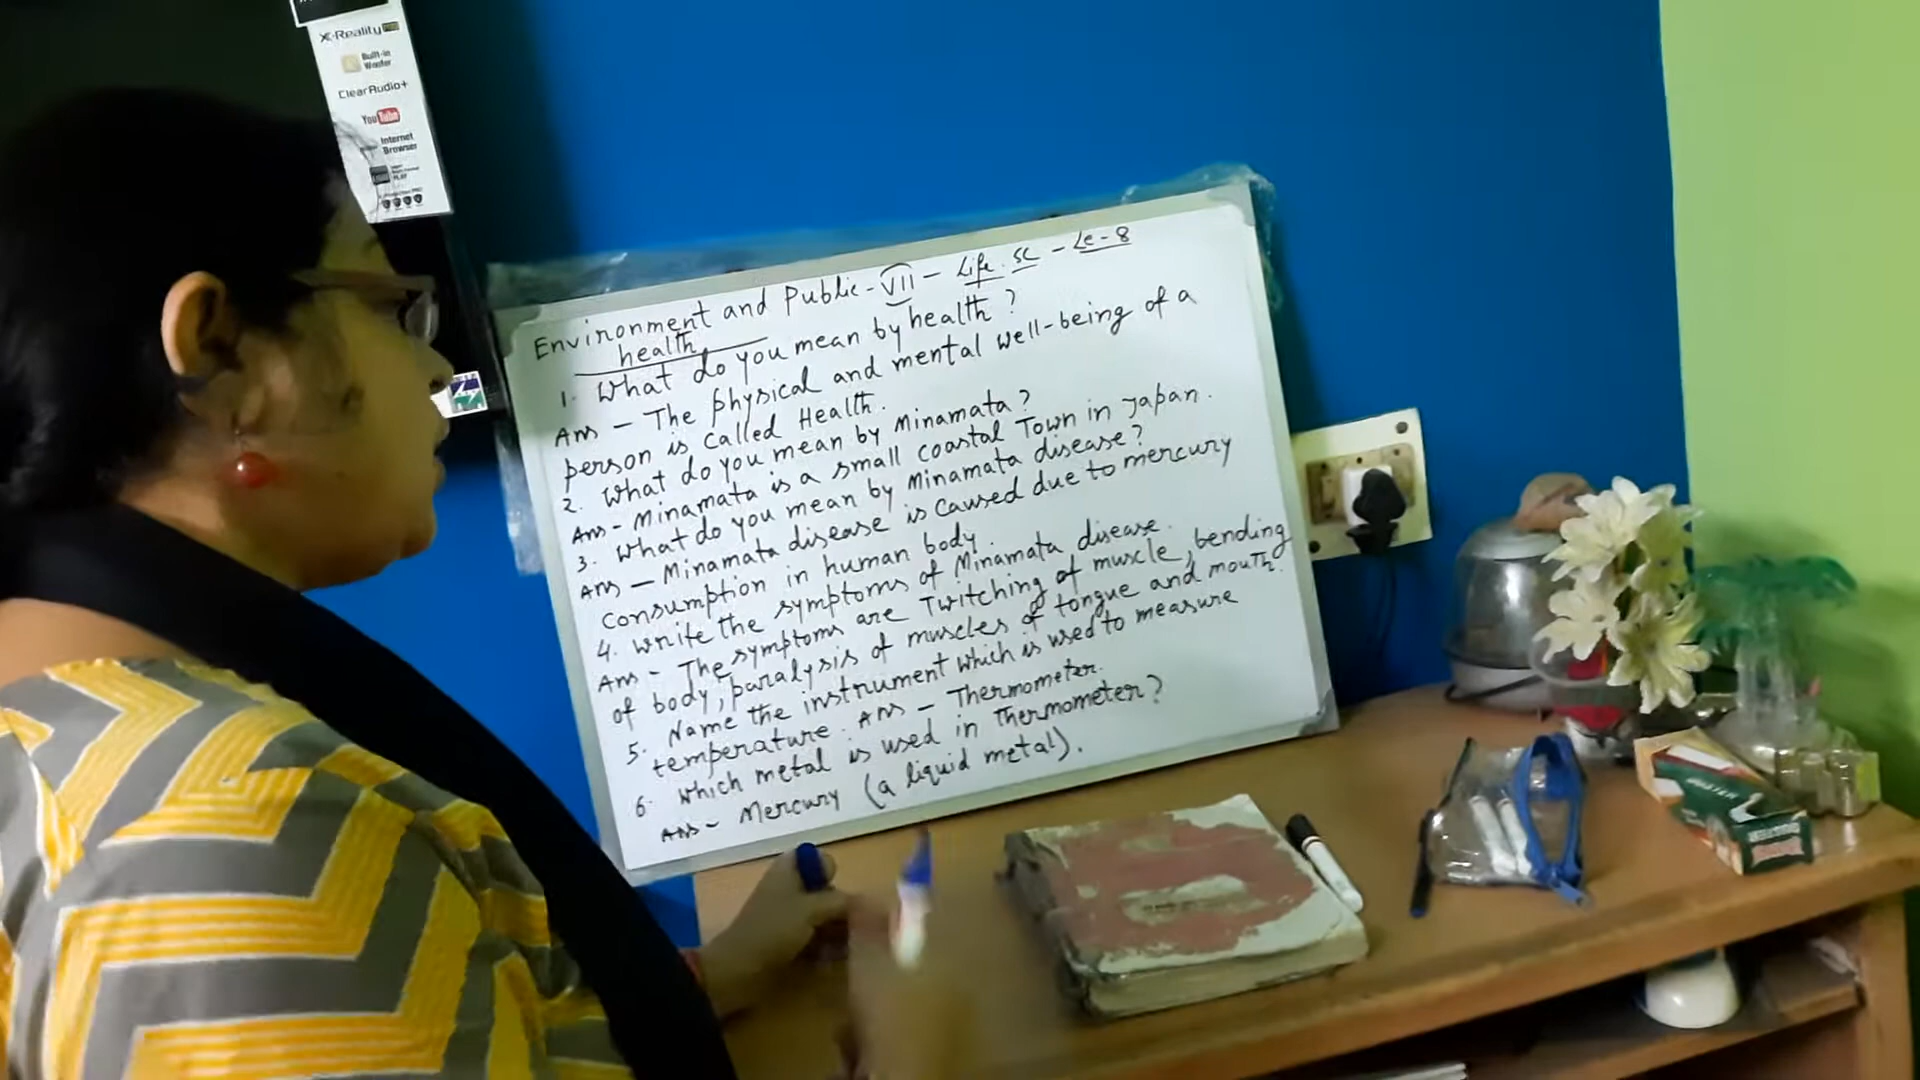 X-Reality PRO
Built-in
Woofer
ClearAudio+
YouTube
Internet
Browser
Environment and Public - VII - Life. Sc - Le-8
health
1. What do you mean by health?
Ans - The physical and mental well-being of a
person is called Health.
2. What do you mean by Minamata?
Ans - Minamata is a small coastal Town in Japan.
3. What do you mean by Minamata disease?
Ans - Minamata disease is caused due to mercury
consumption in human body.
4. Write the symptoms of Minamata disease.
Ans - The symptoms are Twitching of muscle, bending
of body, paralysis of muscles of tongue and mouth.
5. Name the instrument which is used to measure
temperature. Ans - Thermometer.
6. Which metal is used in Thermometer?
Ans - Mercury (a liquid metal).